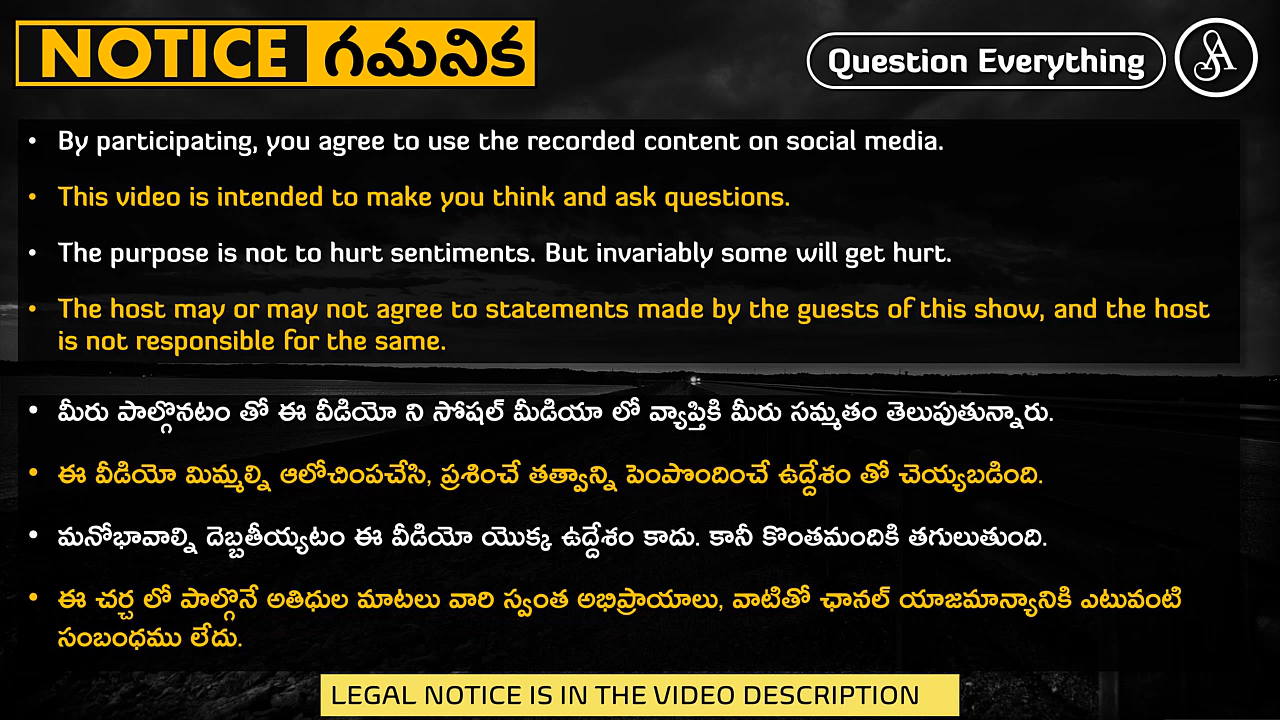 NOTICE గమనిక
Question Everything
SA
• By participating, you agree to use the recorded content on social media.
• This video is intended to make you think and ask questions.
• The purpose is not to hurt sentiments. But invariably some will get hurt.
• The host may or may not agree to statements made by the guests of this show, and the host
is not responsible for the same.
• మీరు పాల్గొనటం తో ఈ వీడియో ని సోషల్ మీడియా లో వ్యాప్తికి మీరు సమ్మతం తెలుపుతున్నారు.
• ఈ వీడియో మిమ్మల్ని ఆలోచింపచేసి, ప్రశించే తత్వాన్ని పెంపొందించే ఉద్దేశం తో చెయ్యబడింది.
• మనోభావాల్ని దెబ్బతీయ్యటం ఈ వీడియో యొక్క ఉద్దేశం కాదు. కానీ కొంతమందికి తగులుతుంది.
• ఈ చర్చ లో పాల్గొనే అతిధుల మాటలు వారి స్వంత అభిప్రాయాలు, వాటితో ఛానల్ యాజమాన్యానికి ఎటువంటి
సంబంధము లేదు.
LEGAL NOTICE IS IN THE VIDEO DESCRIPTION